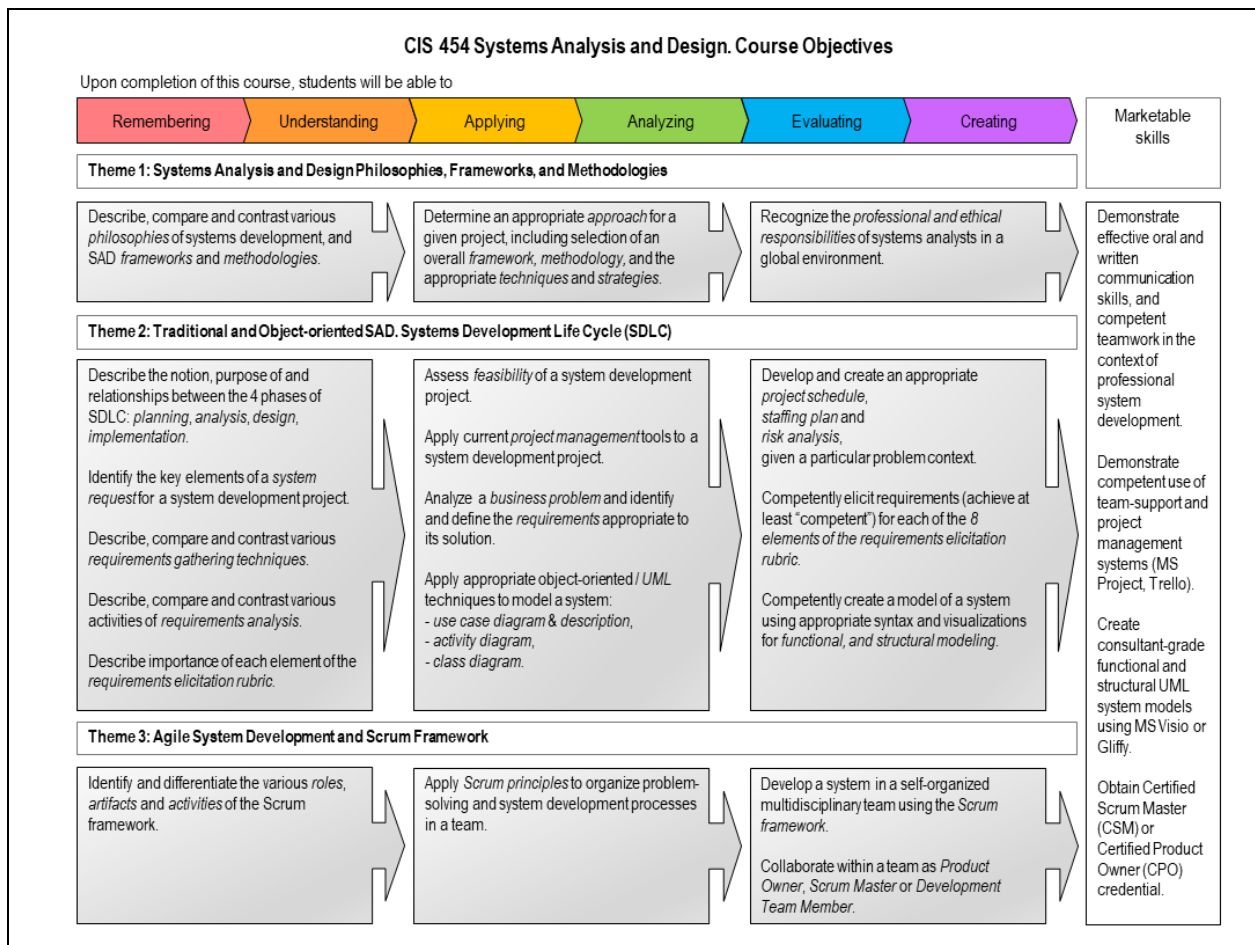 CIS 454 Systems Analysis and Design. Course Objectives
Upon completion of this course, students will be able to
Remembering
Understanding
Applying
Analyzing
Evaluating
Creating
Marketable
skills
Theme 1: Systems Analysis and Design Philosophies, Frameworks, and Methodologies
Describe, compare and contrast various
philosophies of systems development, and
SAD frameworks and methodologies.
Determine an appropriate approach for a
given project, including selection of an
overall framework, methodology, and the
appropriate techniques and strategies.
Recognize the professional and ethical
responsibilities of systems analysts in a
global environment.
Theme 2: Traditional and Object-oriented SAD. Systems Development Life Cycle (SDLC)
Describe the notion, purpose of and
relationships between the 4 phases of
SDLC: planning, analysis, design,
implementation.
Identify the key elements of a system
request for a system development project.
Describe, compare and contrast various
requirements gathering techniques.
Describe, compare and contrast various
activities of requirements analysis.
Describe importance of each element of the
requirements elicitation rubric.
Assess feasibility of a system development
project.
Apply current project management tools to a
system development project.
Analyze a business problem and identify
and define the requirements appropriate to
its solution.
Apply appropriate object-oriented / UML
techniques to model a system:
- use case diagram & description,
- activity diagram,
- class diagram.
Develop and create an appropriate
project schedule,
staffing plan and
risk analysis,
given a particular problem context.
Competently elicit requirements (achieve at
least “competent”) for each of the 8
elements of the requirements elicitation
rubric.
Competently create a model of a system
using appropriate syntax and visualizations
for functional, and structural modeling.
Theme 3: Agile System Development and Scrum Framework
Identify and differentiate the various roles,
artifacts and activities of the Scrum
framework.
Apply Scrum principles to organize problem-
solving and system development processes
in a team.
Develop a system in a self-organized
multidisciplinary team using the Scrum
framework.
Collaborate within a team as Product
Owner, Scrum Master or Development
Team Member.
Demonstrate
effective oral and
written
communication
skills, and
competent
teamwork in the
context of
professional
system
development.
Demonstrate
competent use of
team-support and
project
management
systems (MS
Project, Trello).
Create
consultant-grade
functional and
structural UML
system models
using MS Visio or
Gliffy.
Obtain Certified
Scrum Master
(CSM) or
Certified Product
Owner (CPO)
credential.